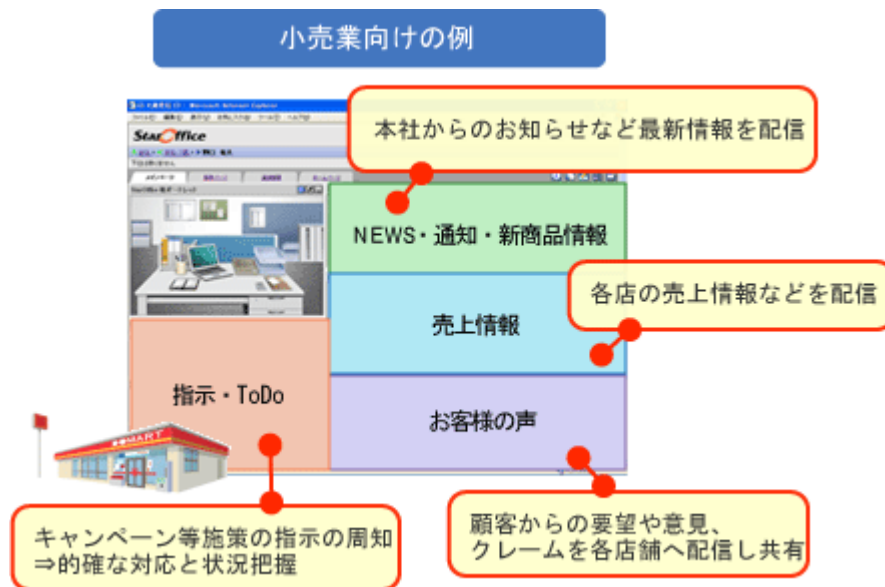 小売業向けの例
本社からのお知らせなど最新情報を配信
StarOffice
NEWS・通知・新商品情報
各店の売上情報などを配信
売上情報
指示・ToDo
お客様の声
MART
キャンペーン等施策の指示の周知
⇒的確な対応と状況把握
顧客からの要望や意見、
クレームを各店舗へ配信し共有